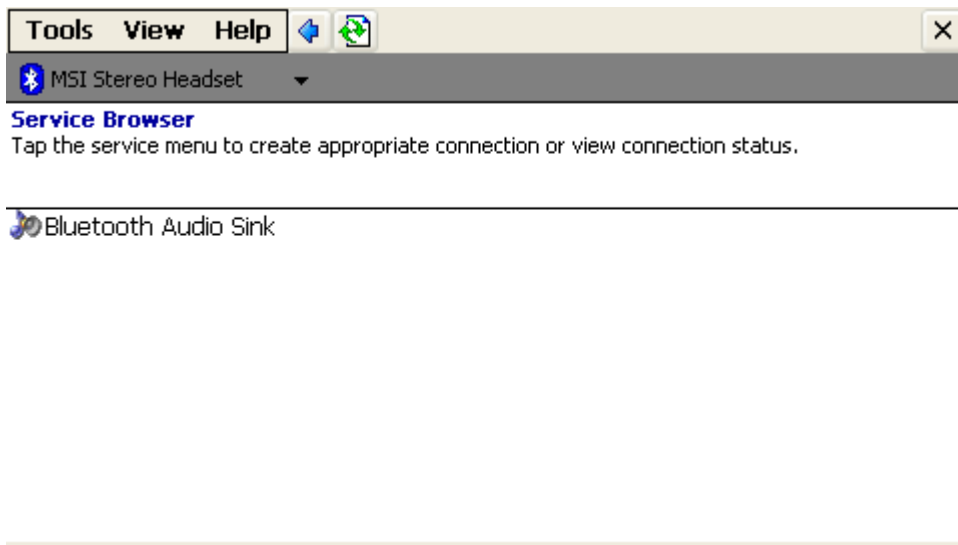 Tools View Help
MSI Stereo Headset
Service Browser
Tap the service menu to create appropriate connection or view connection status.
Bluetooth Audio Sink